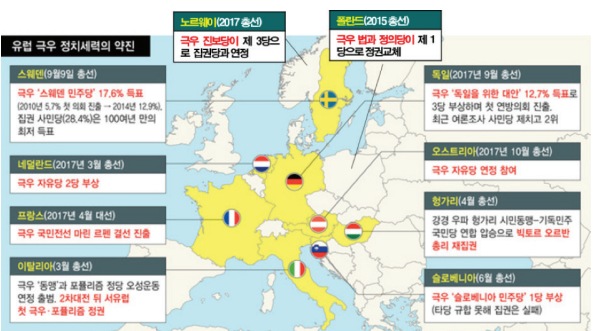 유럽 극우 정치세력의 약진
노르웨이(2017 총선)
극우 진보당이 제 3당으
로 집권당과 연정
폴란드(2015 총선)
극우 법과 정의당이 제 1
당으로 정권교체
스웨덴(9월9일 총선)
극우 '스웨덴 민주당' 17.6% 득표
(2010년 5.7% 첫 의회 진출 → 2014년 12.9%),
집권 사민당(28.4%)은 100여년 만의
최저 득표
네덜란드(2017년 3월 총선)
극우 자유당 2당 부상
프랑스(2017년 4월 대선)
극우 국민전선 마린 르펜 결선 진출
이탈리아(3월 총선)
극우 '동맹'과 포퓰리즘 정당 오성운동
연정 출범. 2차대전 뒤 서유럽
첫 극우·포퓰리즘 정권
독일(2017년 9월 총선)
극우 '독일을 위한 대안' 12.7% 득표로
3당 부상하며 첫 연방의회 진출.
최근 여론조사 사민당 제치고 2위
오스트리아(2017년 10월 총선)
극우 자유당 연정 참여
헝가리(4월 총선)
강경 우파 헝가리 시민동맹-기독민주
국민당 연합 압승으로 빅토르 오르반
총리 재집권
슬로베니아(6월 총선)
극우 '슬로베니아 민주당' 1당 부상
(타당 규합 못해 집권은 실패)